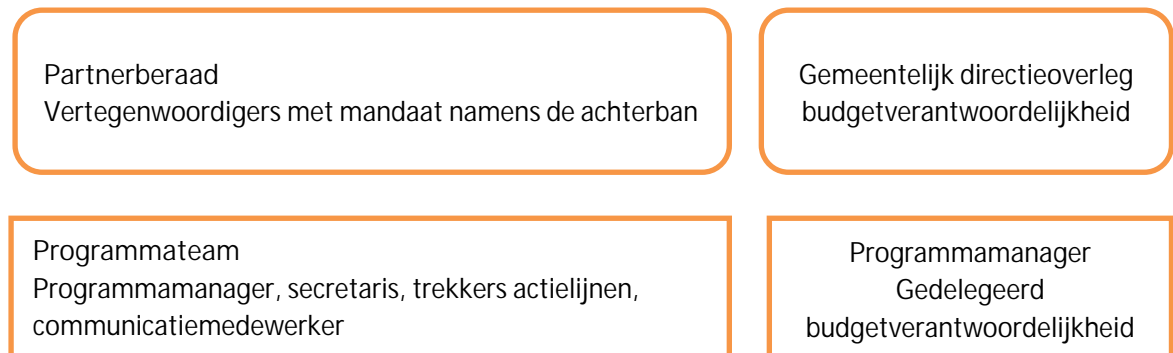 Partnerberaad
Vertegenwoordigers met mandaat namens de achterban
Gemeentelijk directieoverleg
budgetverantwoordelijkheid
Programmateam
Programmamanager, secretaris, trekkers actielijnen,
communicatiemedewerker
Programmamanager
Gedelegeerd
budgetverantwoordelijkheid